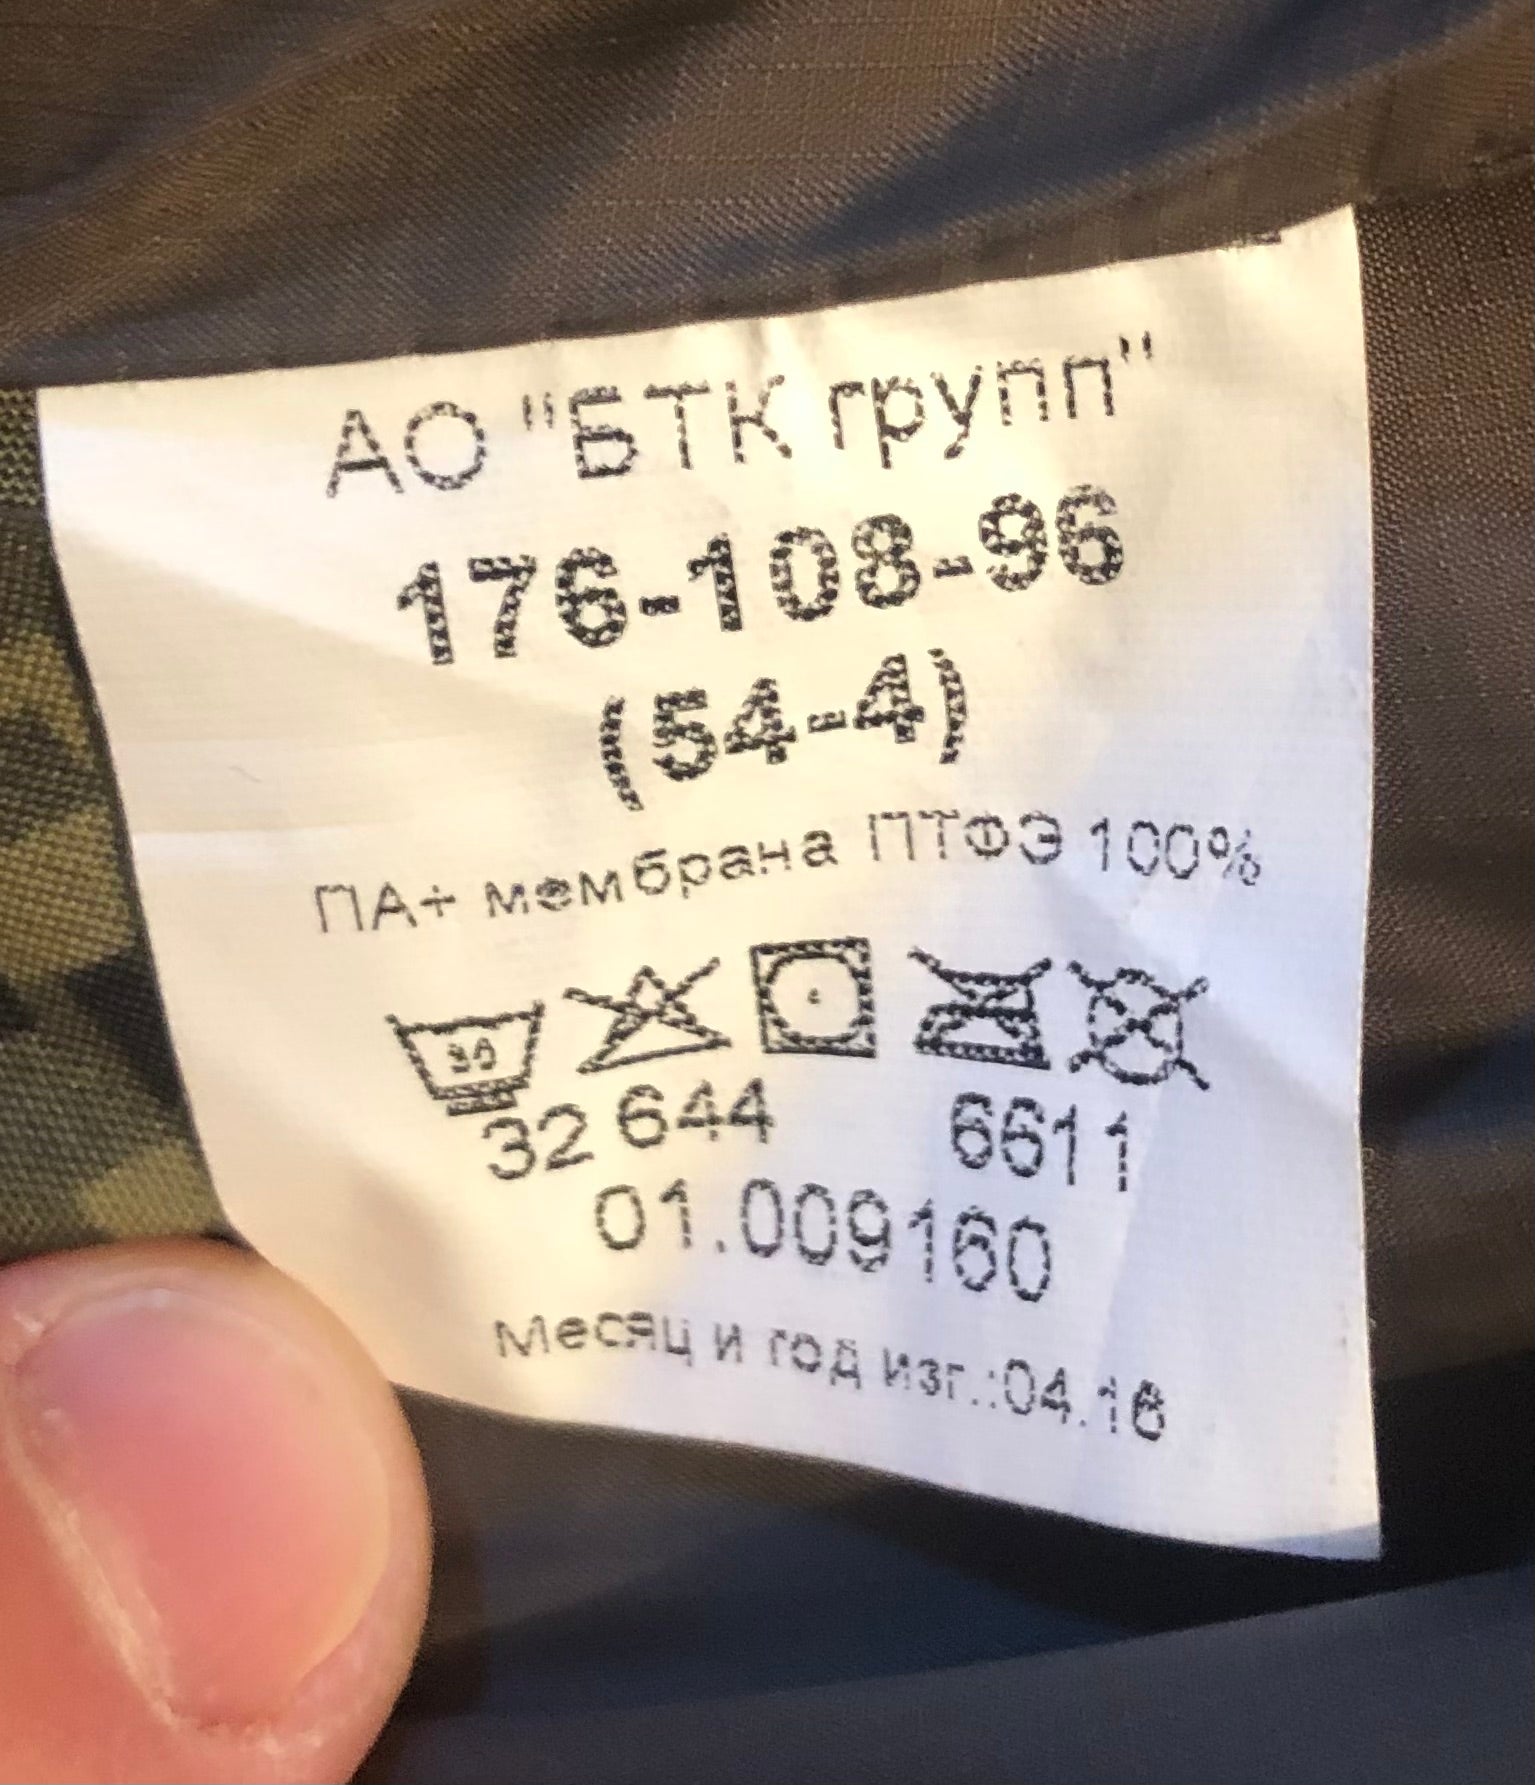 АО "БТК групп"
176-108-96
(54-4)
ПА+ мембрана ПТФЭ 100%
30
32 644 6611
01.009160
Месяц и год изг.:04.16